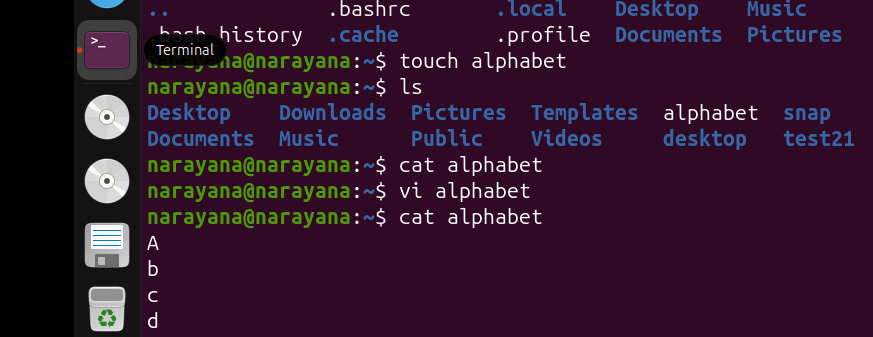 ..             .bashrc       .local    Desktop    Music
.bash_history  .cache        .profile  Documents  Pictures
>_
Terminal
narayana@narayana:~$ touch alphabet
narayana@narayana:~$ ls
Desktop    Downloads  Pictures  Templates  alphabet  snap
Documents  Music      Public    Videos     desktop   test21
narayana@narayana:~$ cat alphabet
narayana@narayana:~$ vi alphabet
narayana@narayana:~$ cat alphabet
A
b
c
d